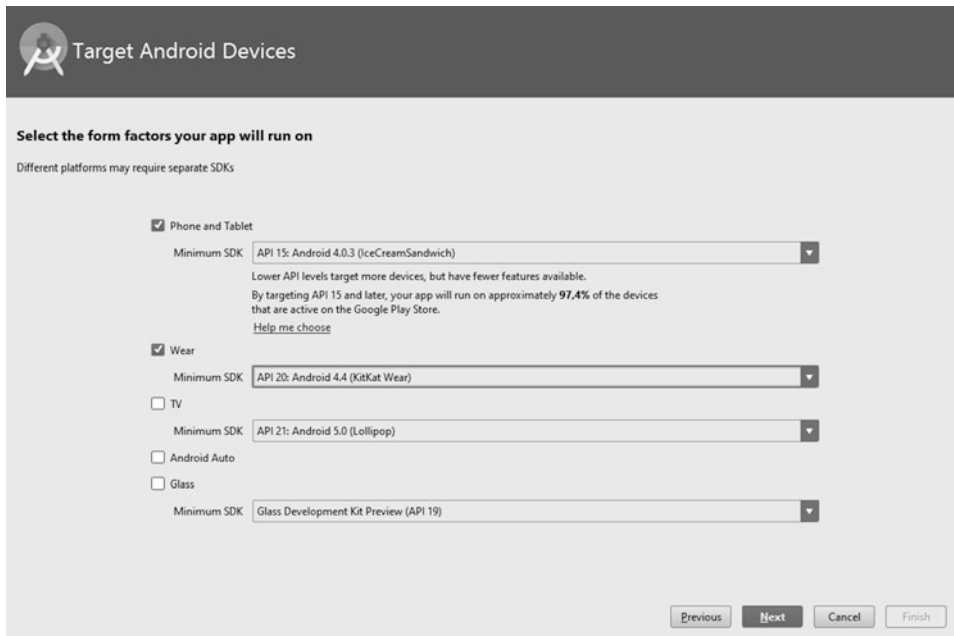 Target Android Devices
Select the form factors your app will run on
Different platforms may require separate SDKs
Phone and Tablet
Minimum SDK API 15: Android 4.0.3 (IceCreamSandwich)
Lower API levels target more devices, but have fewer features available.
By targeting API 15 and later, your app will run on approximately 97,4% of the devices
that are active on the Google Play Store.
Help me choose
Wear
Minimum SDK API 20: Android 4.4 (KitKat Wear)
TV
Minimum SDK API 21: Android 5.0 (Lollipop)
Android Auto
Glass
Minimum SDK Glass Development Kit Preview (API 19)
Previous Next Cancel Finish